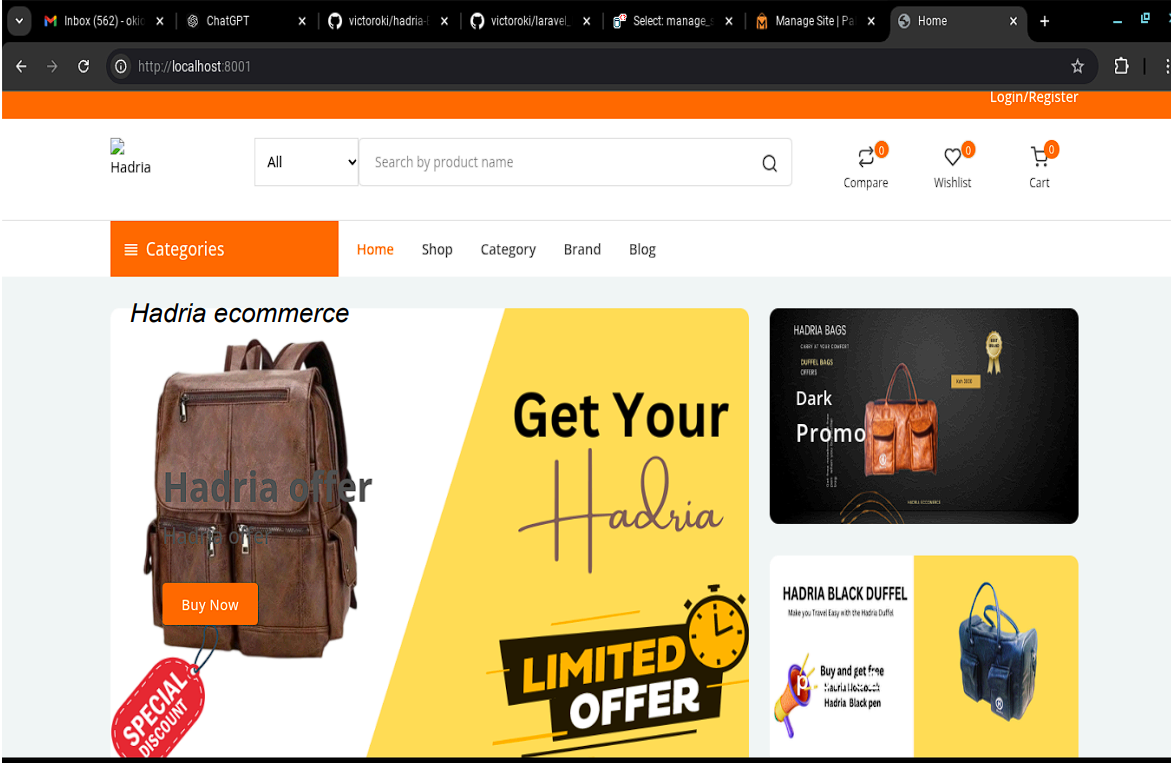 Inbox (562) - okid
ChatGPT
victoroki/hadria-E
victoroki/laravel_
Select: manage_s
Manage Site | Pa
Home
http://localhost:8001
Login/Register
Hadria
All
Search by product name
0
0
0
Compare
Wishlist
Cart
Categories
Home
Shop
Category
Brand
Blog
Hadria ecommerce
Get Your
Hadria
Hadria offer
Hadria offer
Buy Now
LIMITED
OFFER
SPECIAL
DISCOUNT
HADRIA BAGS
CARRY AT YOUR COMFORT
DUFFEL BAGS
OFFERS
Dark
Promo
HADRIA ECOMMERCE
HADRIA BLACK DUFFEL
Make you Travel Easy with the Hadria Duffel
Buy and get free
Hadria Black pen